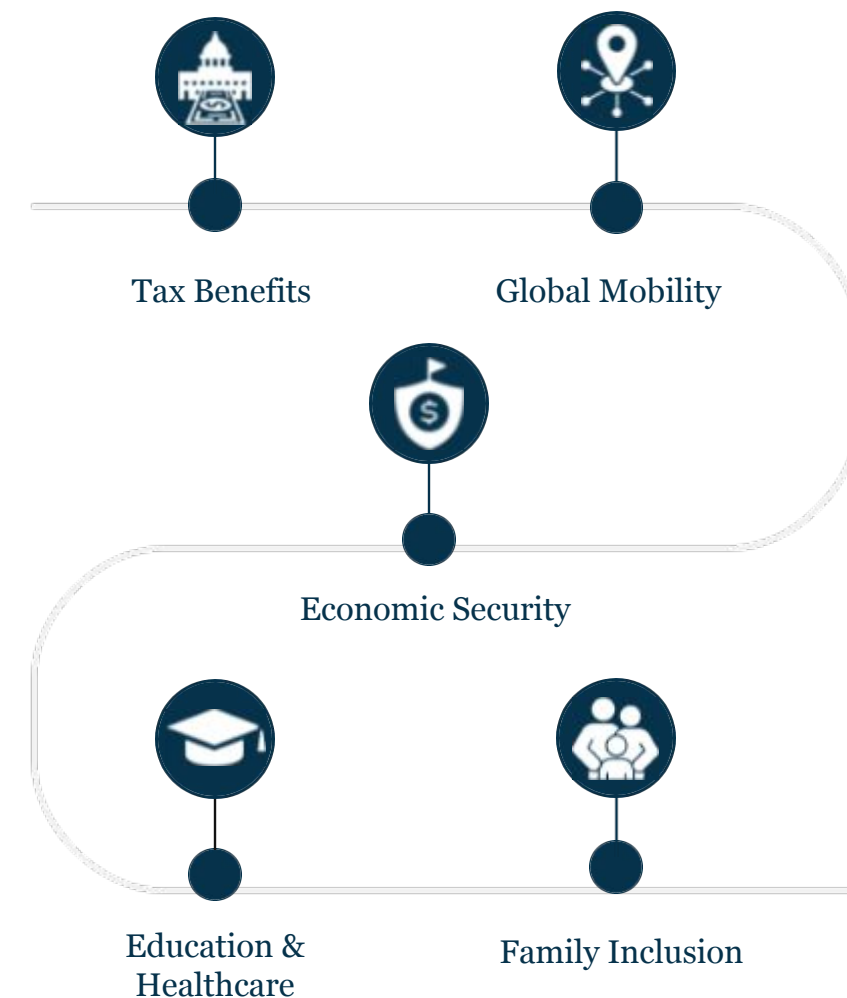 Tax Benefits
Global Mobility
$
Economic Security
Education &
Healthcare
Family Inclusion